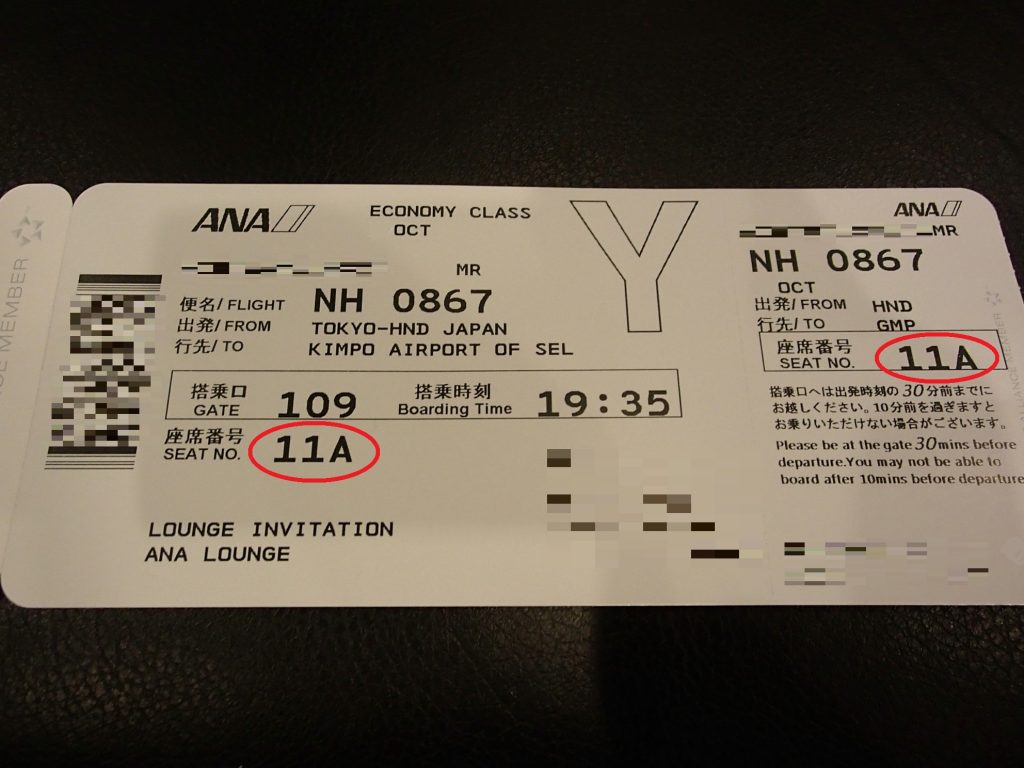 ANA
ECONOMY CLASS
OCT
Y
MR
便名/FLIGHT NH 0867
出発/FROM TOKYO-HND JAPAN
行先/TO KIMPO AIRPORT OF SEL
搭乗口 搭乗時刻
GATE 109 Boarding Time 19:35
座席番号
SEAT NO. 11A
LOUNGE INVITATION
ANA LOUNGE
ANA
MR
NH 0867
OCT
出発/FROM HND
行先/TO GMP
座席番号
SEAT NO. 11A
搭乗口へは出発時刻の30分前までに
お越しください。10分前を過ぎますと
お乗りいただけない場合がございます。
Please be at the gate 30mins before
departure.You may not be able to
board after 10mins before departure
MEMBER